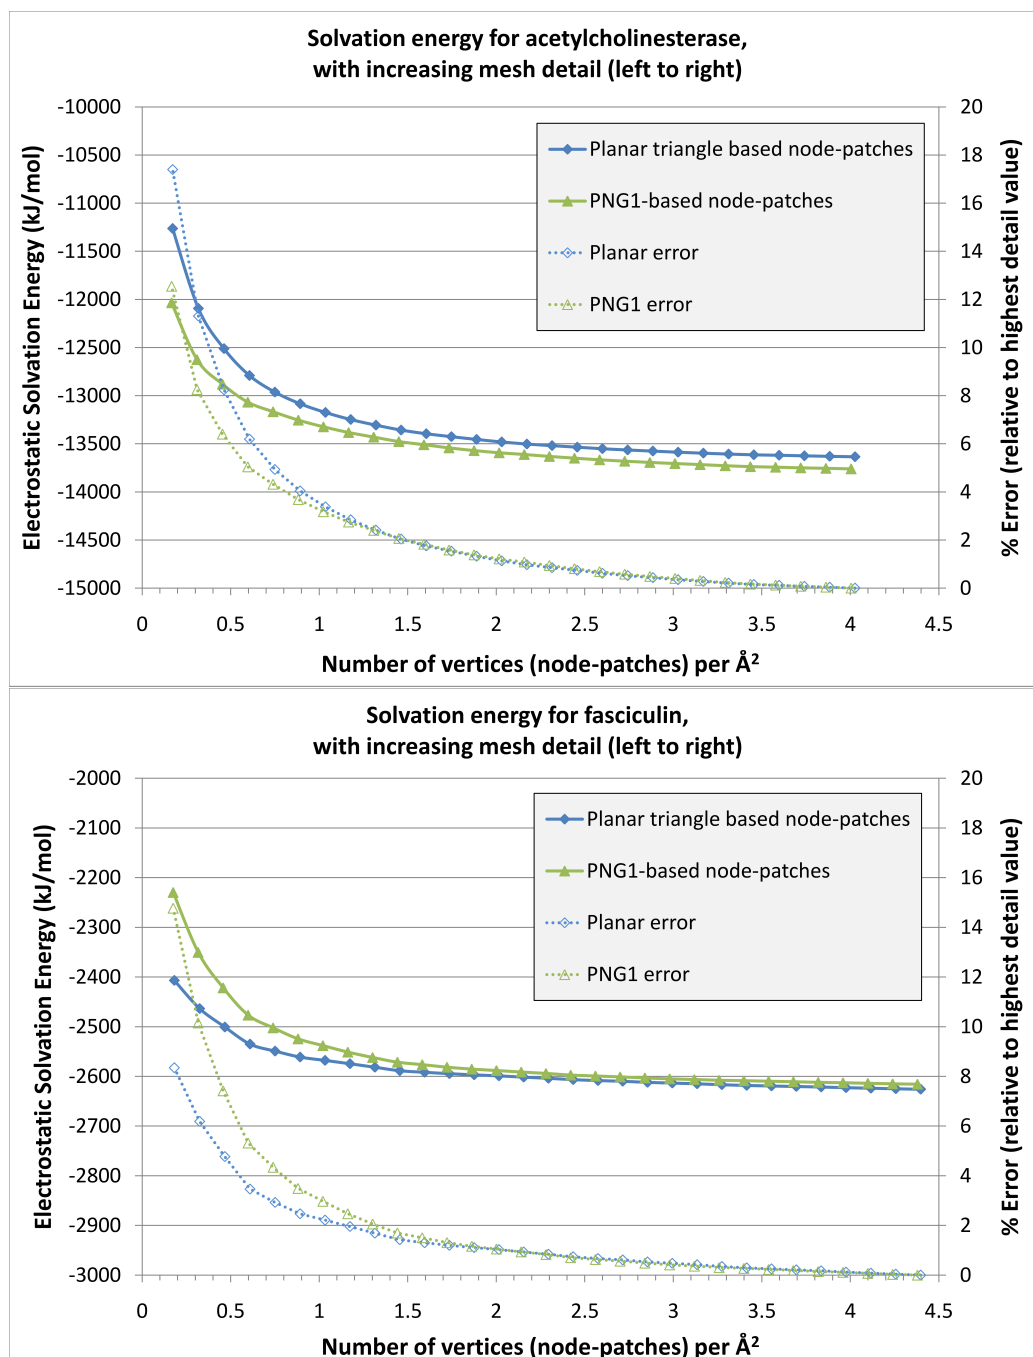 Solvation energy for acetylcholinesterase,
with increasing mesh detail (left to right)
Electrostatic Solvation Energy (kJ/mol)
-10000
-10500
-11000
-11500
-12000
-12500
-13000
-13500
-14000
-14500
-15000
Planar triangle based node-patches
PNG1-based node-patches
Planar error
PNG1 error
20
18
16
14
12
10
8
6
4
2
0
% Error (relative to highest detail value)
0 0.5 1 1.5 2 2.5 3 3.5 4 4.5
Number of vertices (node-patches) per Å²
Solvation energy for fasciculin,
with increasing mesh detail (left to right)
Electrostatic Solvation Energy (kJ/mol)
-2000
-2100
-2200
-2300
-2400
-2500
-2600
-2700
-2800
-2900
-3000
Planar triangle based node-patches
PNG1-based node-patches
Planar error
PNG1 error
20
18
16
14
12
10
8
6
4
2
0
% Error (relative to highest detail value)
0 0.5 1 1.5 2 2.5 3 3.5 4 4.5
Number of vertices (node-patches) per Å²